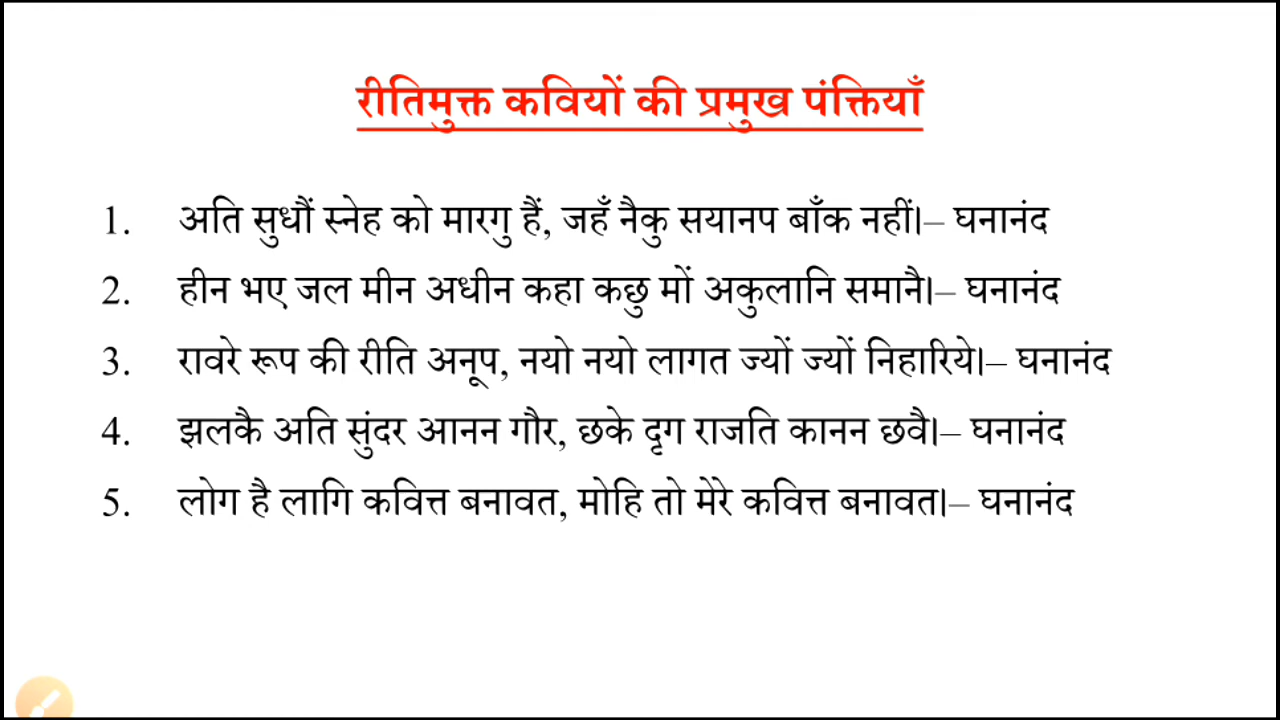 रीतिमुक्त कवियों की प्रमुख पंक्तियाँ
1. अति सुधौं स्नेह को मारगु हैं, जहँ नैकु सयानप बाँक नहीं।– घनानंद
2. हीन भए जल मीन अधीन कहा कछु मों अकुलानि समानै।– घनानंद
3. रावरे रूप की रीति अनूप, नयो नयो लागत ज्यों ज्यों निहारिये।– घनानंद
4. झलकै अति सुंदर आनन गौर, छके दृग राजति कानन छवै।– घनानंद
5. लोग है लागि कवित्त बनावत, मोहि तो मेरे कवित्त बनावत।– घनानंद